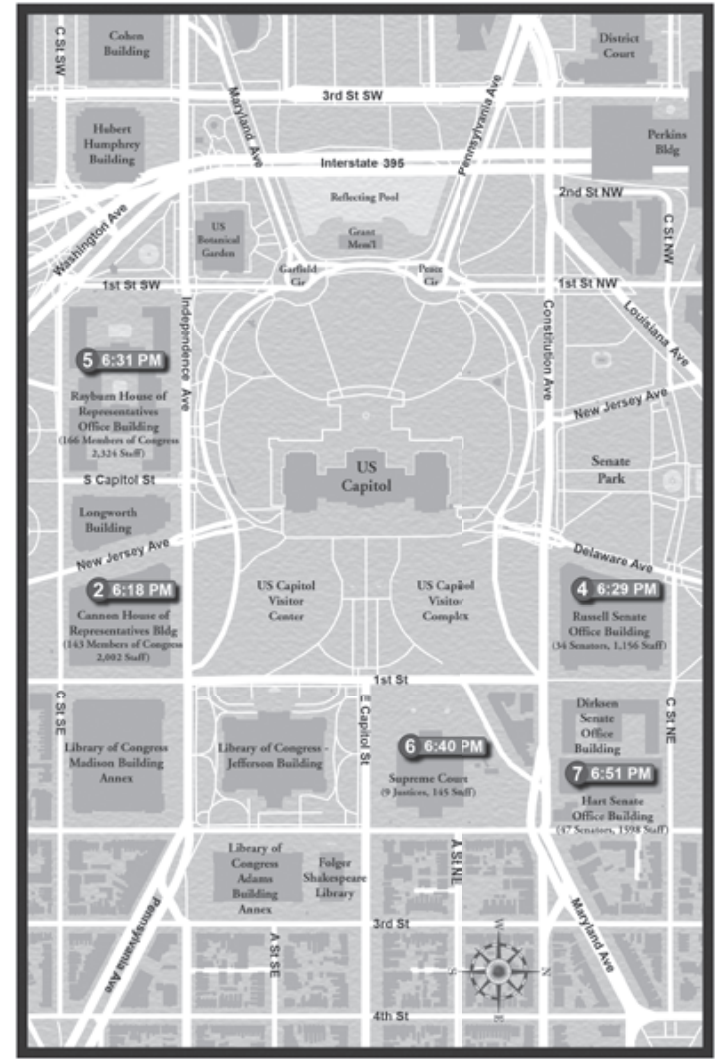 C St SW
Cohen
Building
District
Court
3rd St SW
Maryland Ave
Pennsylvania Ave
Hubert
Humphrey
Building
Perkins
Bldg
Interstate 395
Reflecting Pool
2nd St NW
Washington Ave
US
Botanical
Garden
Grant
Mem'l
C St NW
Garfield
Cir
Peace
Cir
1st St SW
1st St NW
Independence Ave
Constitution Ave
Louisiana Ave
5 6:31 PM
Rayburn House of
Representatives
Office Building
(166 Members of Congress
2,324 Staff)
New Jersey Ave
US
Capitol
Senate
Park
S Capitol St
Longworth
Building
New Jersey Ave
Delaware Ave
2 6:18 PM
Cannon House of
Representatives Bldg
(143 Members of Congress
2,002 Staff)
US Capitol
Visitor
Center
US Capitol
Visitor
Complex
4 6:29 PM
Russell Senate
Office Building
(34 Senators, 1,156 Staff)
1st St
C St SE
E Capitol St
C St NE
Library of Congress
Madison Building
Annex
Library of Congress -
Jefferson Building
6 6:40 PM
Supreme Court
(9 Justices, 145 Staff)
Dirksen
Senate
Office
Building
7 6:51 PM
Hart Senate
Office Building
(47 Senators, 1598 Staff)
Library of
Congress
Adams
Building
Annex
Folger
Shakespeare
Library
A St NE
Pennsylvania Ave
Maryland Ave
3rd St
A St SE
W
S
N
E
4th St